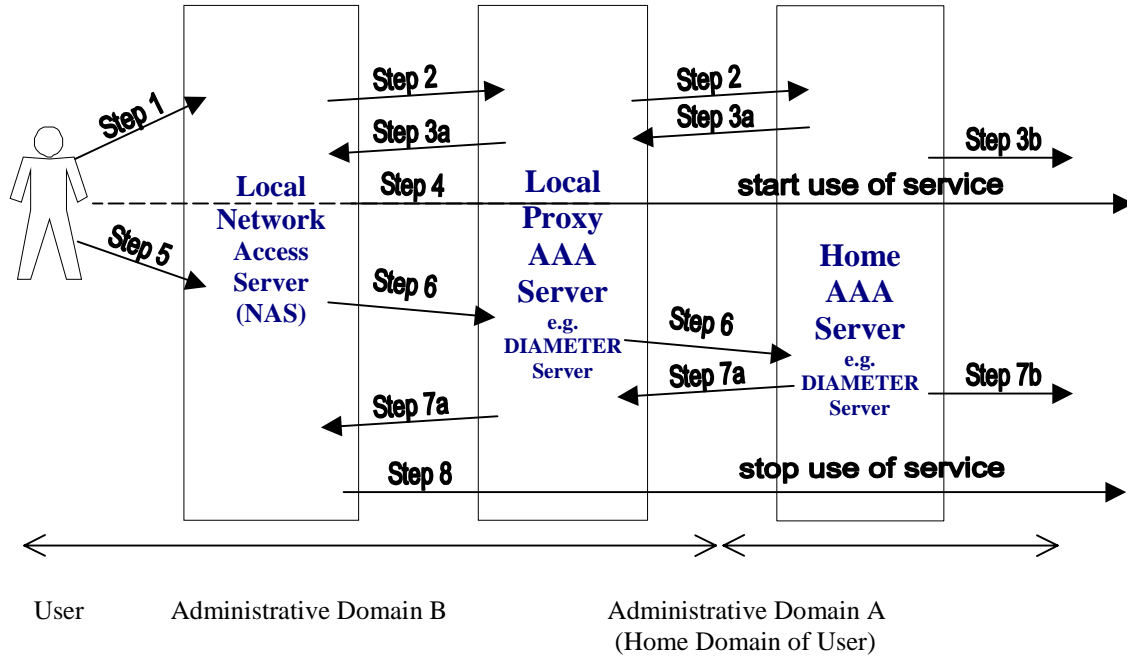 Step 1
Step 2
Step 2
Step 3a
Step 3a
Step 3b
Step 4
start use of service
Local
Network
Access
Server
(NAS)
Local
Proxy
AAA
Server
e.g.
DIAMETER
Server
Home
AAA
Server
e.g.
DIAMETER
Server
Step 5
Step 6
Step 6
Step 7a
Step 7a
Step 7b
Step 8
stop use of service
User
Administrative Domain B
Administrative Domain A
(Home Domain of User)